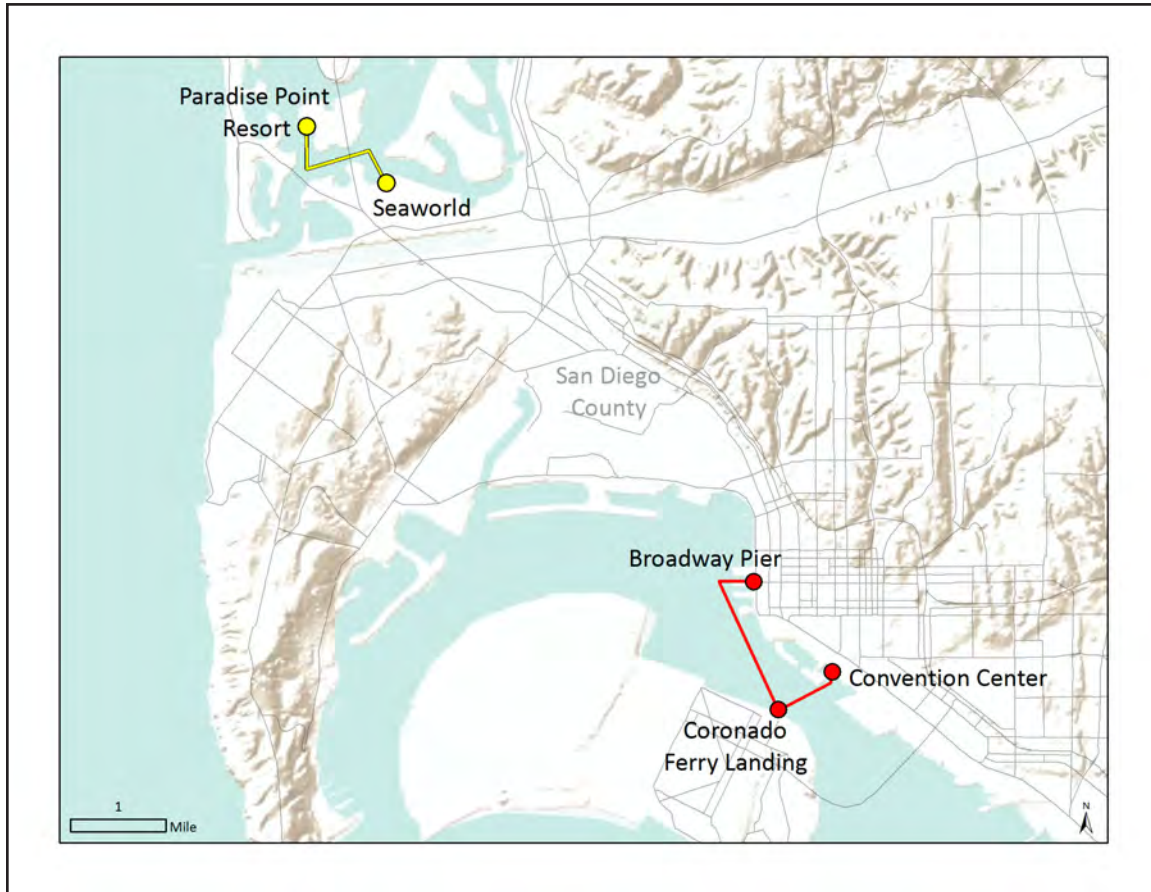 Paradise Point
Resort
Seaworld
San Diego
County
Broadway Pier
Convention Center
Coronado
Ferry Landing
1
Mile
N